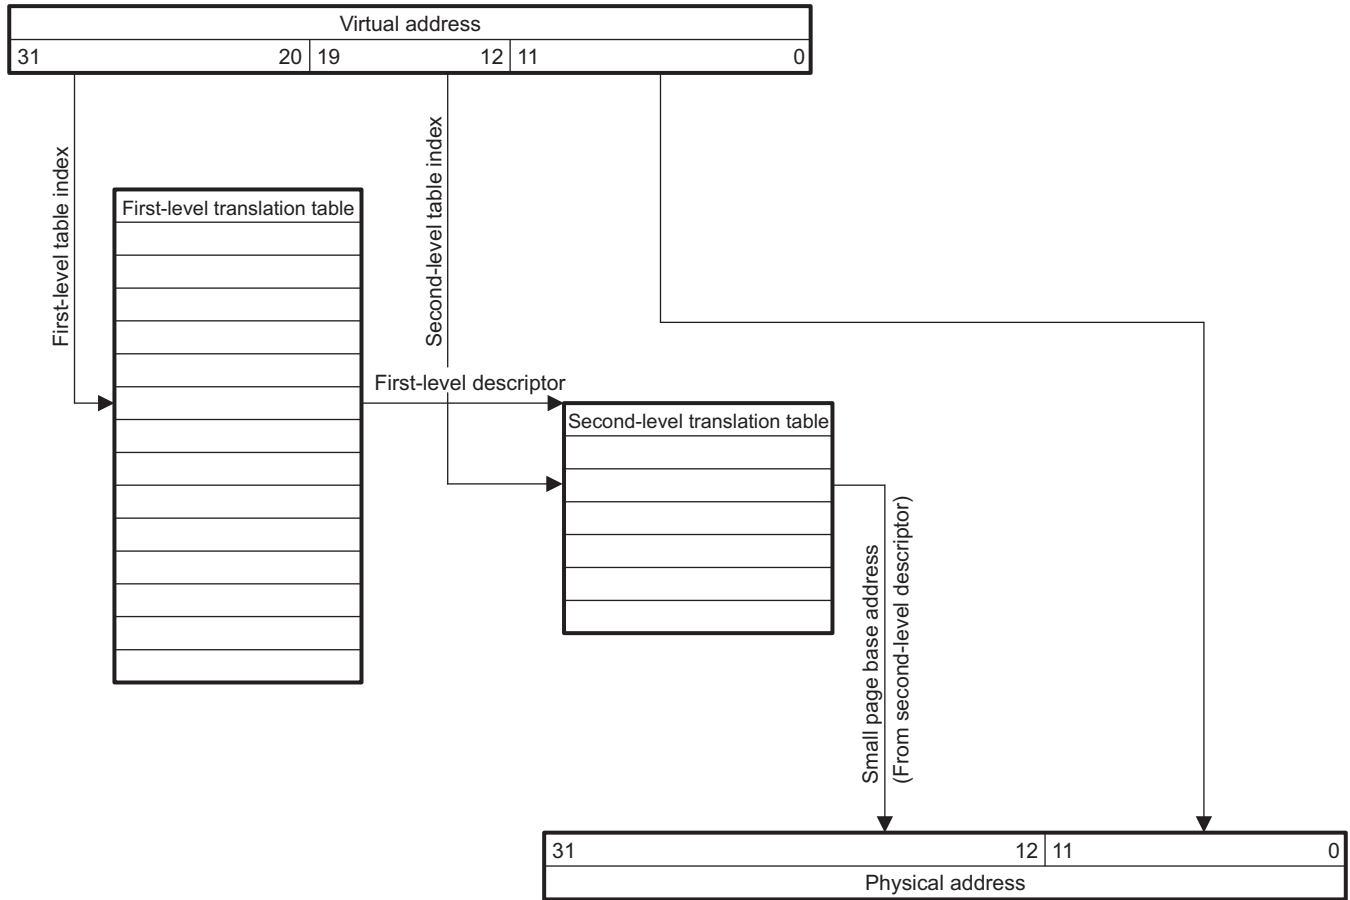 Virtual address
31 20 19 12 11 0
First-level table index
Second-level table index
First-level translation table
First-level descriptor
Second-level translation table
Small page base address
(From second-level descriptor)
31 12 11 0
Physical address